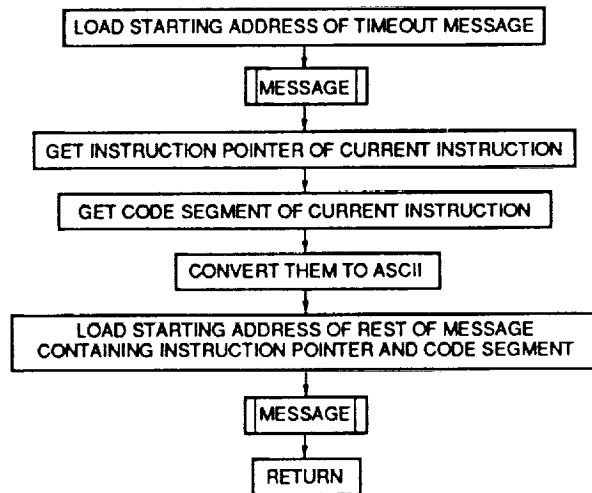 LOAD STARTING ADDRESS OF TIMEOUT MESSAGE
MESSAGE
GET INSTRUCTION POINTER OF CURRENT INSTRUCTION
GET CODE SEGMENT OF CURRENT INSTRUCTION
CONVERT THEM TO ASCII
LOAD STARTING ADDRESS OF REST OF MESSAGE
CONTAINING INSTRUCTION POINTER AND CODE SEGMENT
MESSAGE
RETURN